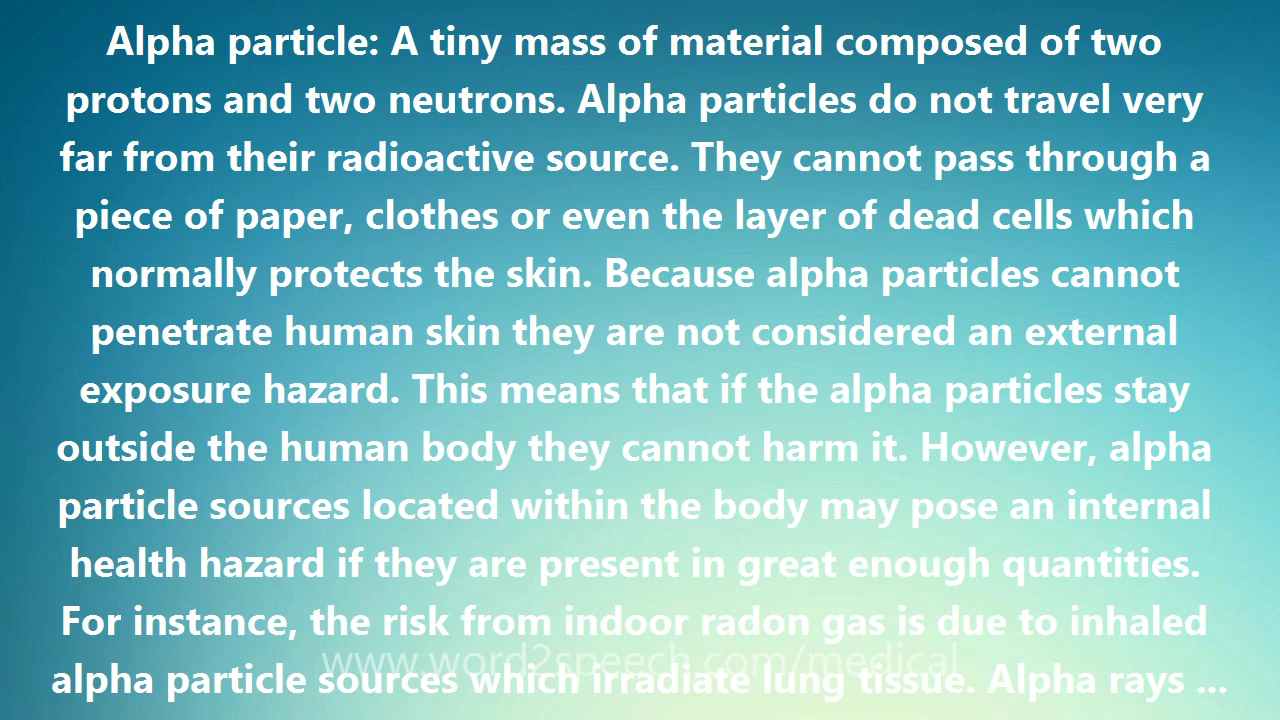 Alpha particle: A tiny mass of material composed of two
protons and two neutrons. Alpha particles do not travel very
far from their radioactive source. They cannot pass through a
piece of paper, clothes or even the layer of dead cells which
normally protects the skin. Because alpha particles cannot
penetrate human skin they are not considered an external
exposure hazard. This means that if the alpha particles stay
outside the human body they cannot harm it. However, alpha
particle sources located within the body may pose an internal
health hazard if they are present in great enough quantities.
For instance, the risk from indoor radon gas is due to inhaled
www.word2speech.com/medical
alpha particle sources which irradiate lung tissue. Alpha rays ...